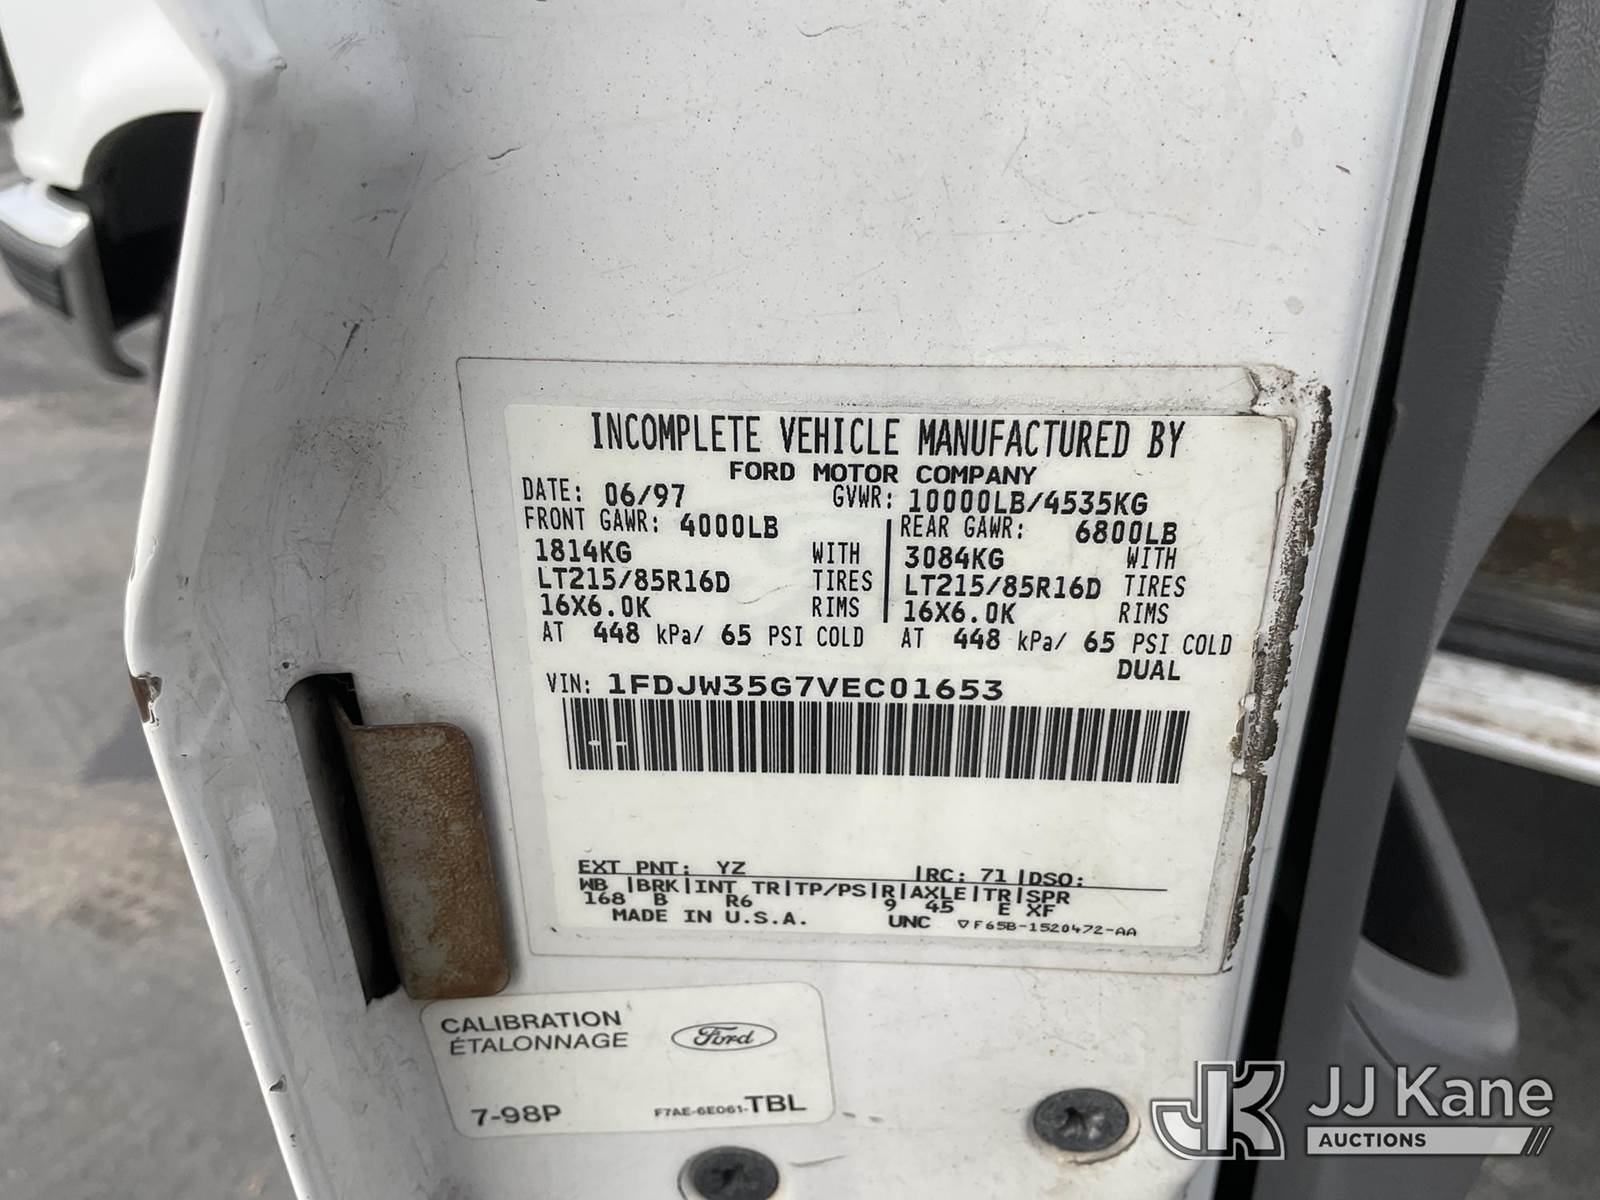 INCOMPLETE VEHICLE MANUFACTURED BY
FORD MOTOR COMPANY
DATE: 06/97 GVWR: 10000LB/4535KG
FRONT GAWR: 4000LB REAR GAWR: 6800LB
1814KG WITH 3084KG WITH
LT215/85R16D TIRES LT215/85R16D TIRES
16X6.0K RIMS 16X6.0K RIMS
AT 448 kPa/ 65 PSI COLD AT 448 kPa/ 65 PSI COLD
DUAL
VIN: 1FDJW35G7VEC01653
EXT PNT: YZ |RC: 71 |DSO:
WB |BRK|INT TR|TP/PS|R|AXLE|TR|SPR
168 B R6 9 45 E XF
MADE IN U.S.A. UNC ▽F65B-1520472-AA
CALIBRATION
ÉTALONNAGE
Ford
7-98P F7AE-6E061-TBL
JK JJ Kane
AUCTIONS